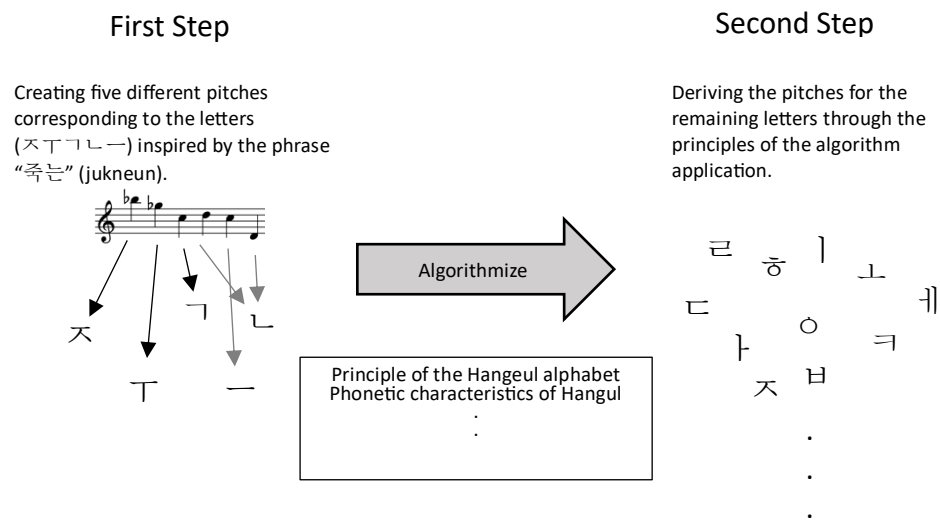 First Step
Creating five different pitches
corresponding to the letters
(ㅈㅜㄱㄴㅡ) inspired by the phrase
“죽는” (jukneun).
ㅈ
ㅜ
ㄱ
ㅡ
ㄴ
Algorithmize
Principle of the Hangeul alphabet
Phonetic characteristics of Hangul
.
.
Second Step
Deriving the pitches for the
remaining letters through the
principles of the algorithm
application.
ㄹ ㅎ ㅣ ㅗ
ㄷ ㅔ
ㅏ ㅇ ㅋ
ㅈ ㅂ
.
.
.